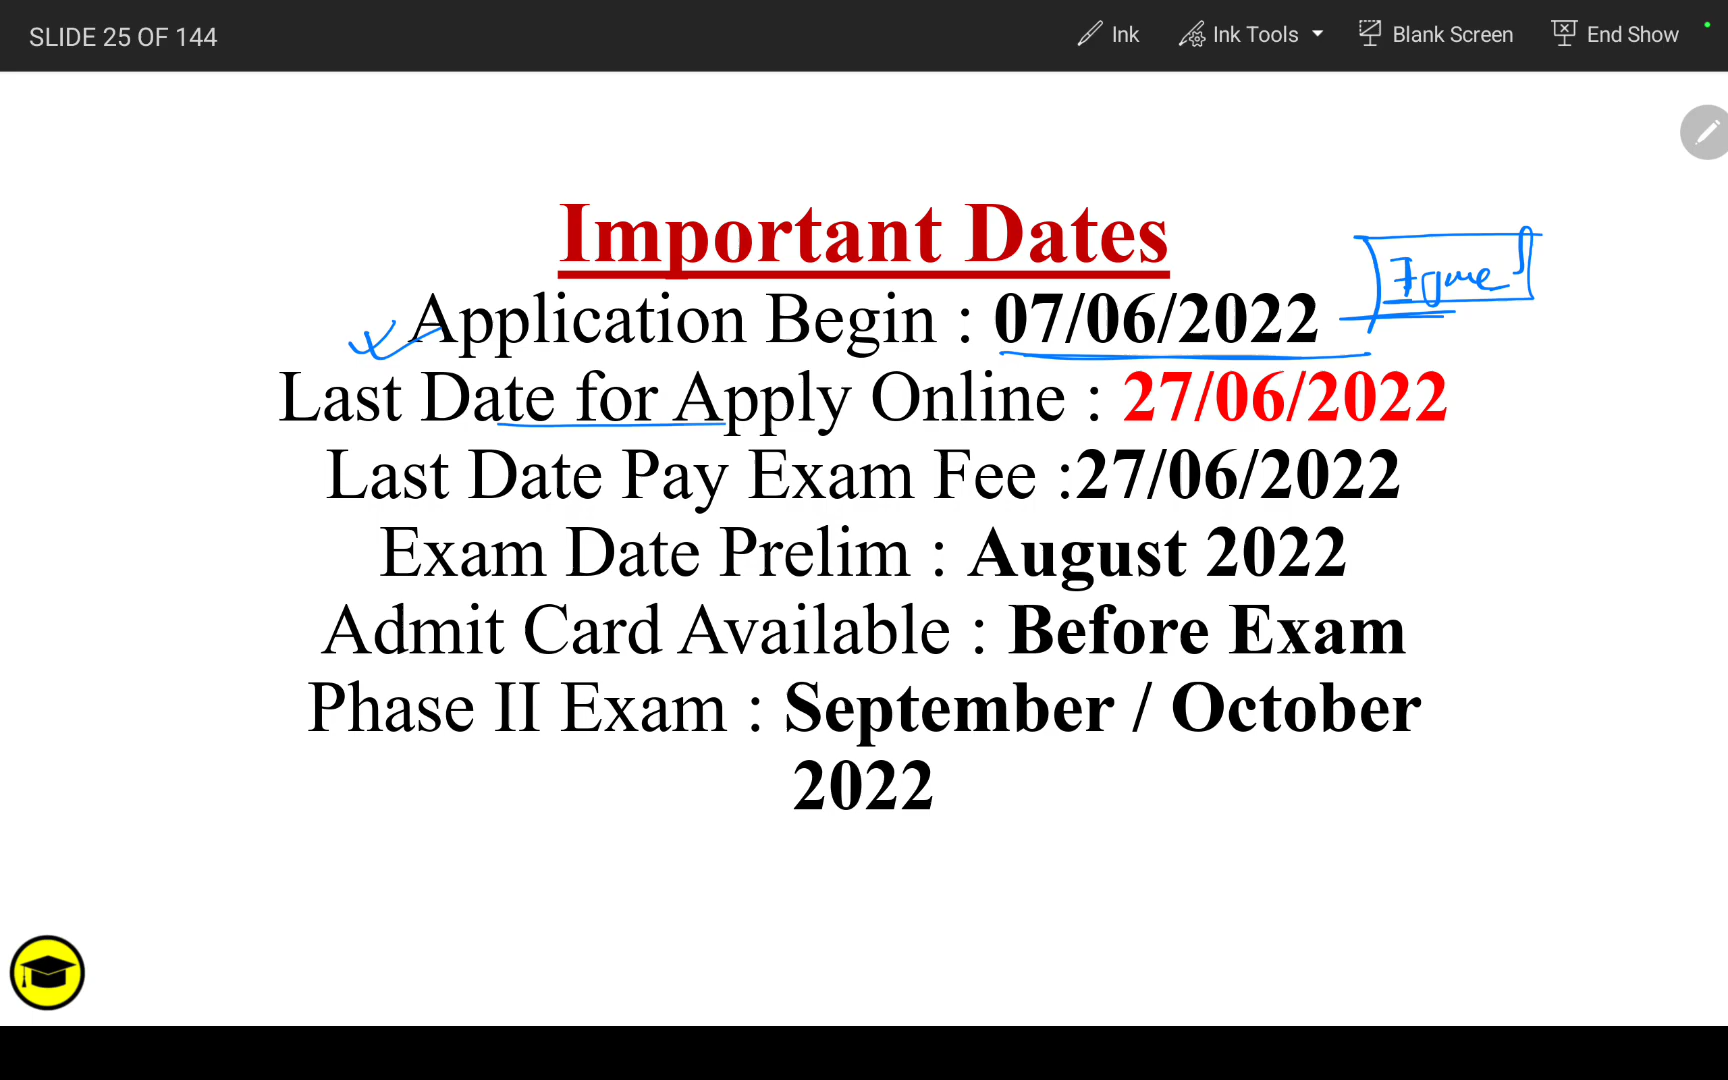 SLIDE 25 OF 144
Ink
Ink Tools
Blank Screen
End Show
Important Dates
7 June
Application Begin : 07/06/2022
Last Date for Apply Online : 27/06/2022
Last Date Pay Exam Fee :27/06/2022
Exam Date Prelim : August 2022
Admit Card Available : Before Exam
Phase II Exam : September / October
2022